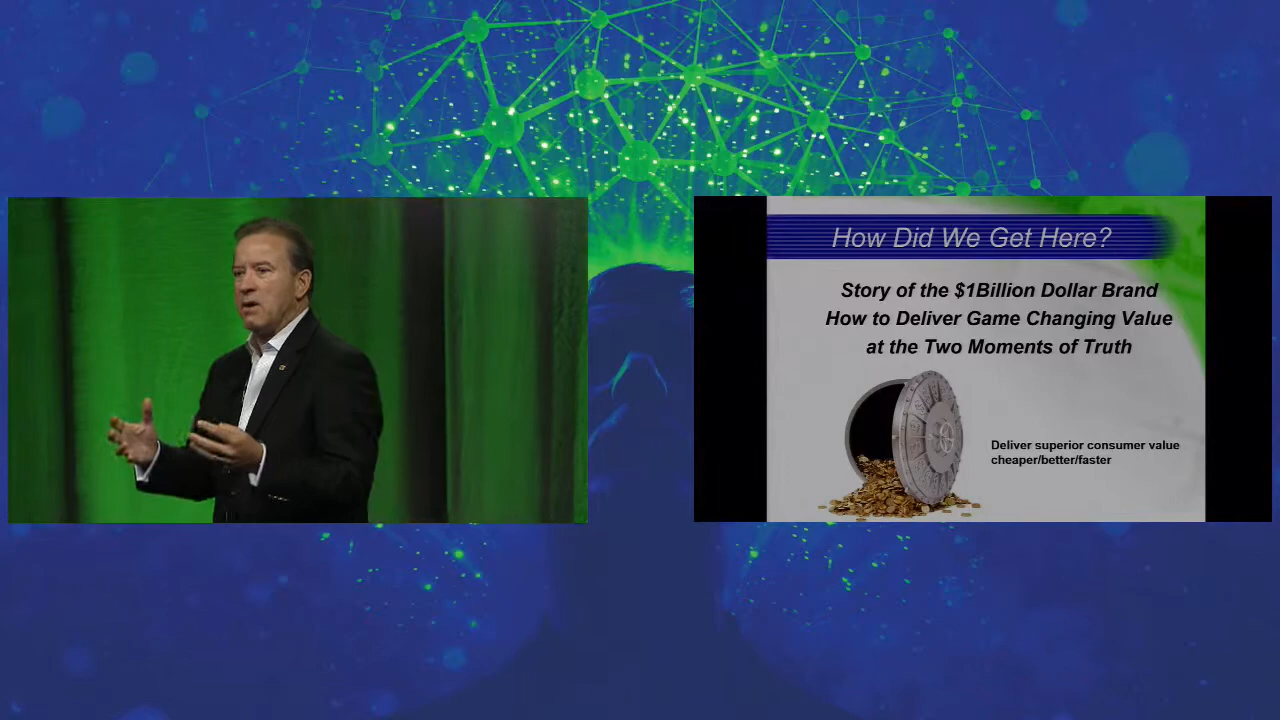 How Did We Get Here?
Story of the $1Billion Dollar Brand
How to Deliver Game Changing Value
at the Two Moments of Truth
Deliver superior consumer value
cheaper/better/faster